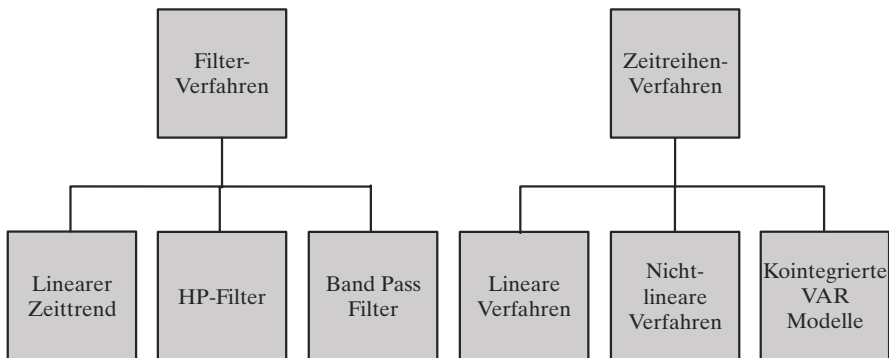 Filter-
Verfahren
Zeitreihen-
Verfahren
Linearer
Zeittrend
HP-Filter
Band Pass
Filter
Lineare
Verfahren
Nicht-
lineare
Verfahren
Kointegrierte
VAR
Modelle